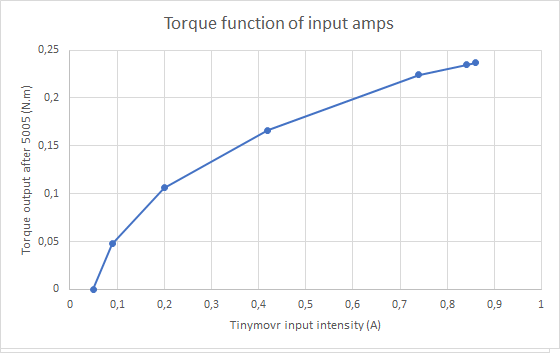 Torque function of input amps
0,25
0,2
0,15
0,1
0,05
0
Torque output after 5005 (N.m)
0 0,1 0,2 0,3 0,4 0,5 0,6 0,7 0,8 0,9 1
Tinymovr input intensity (A)